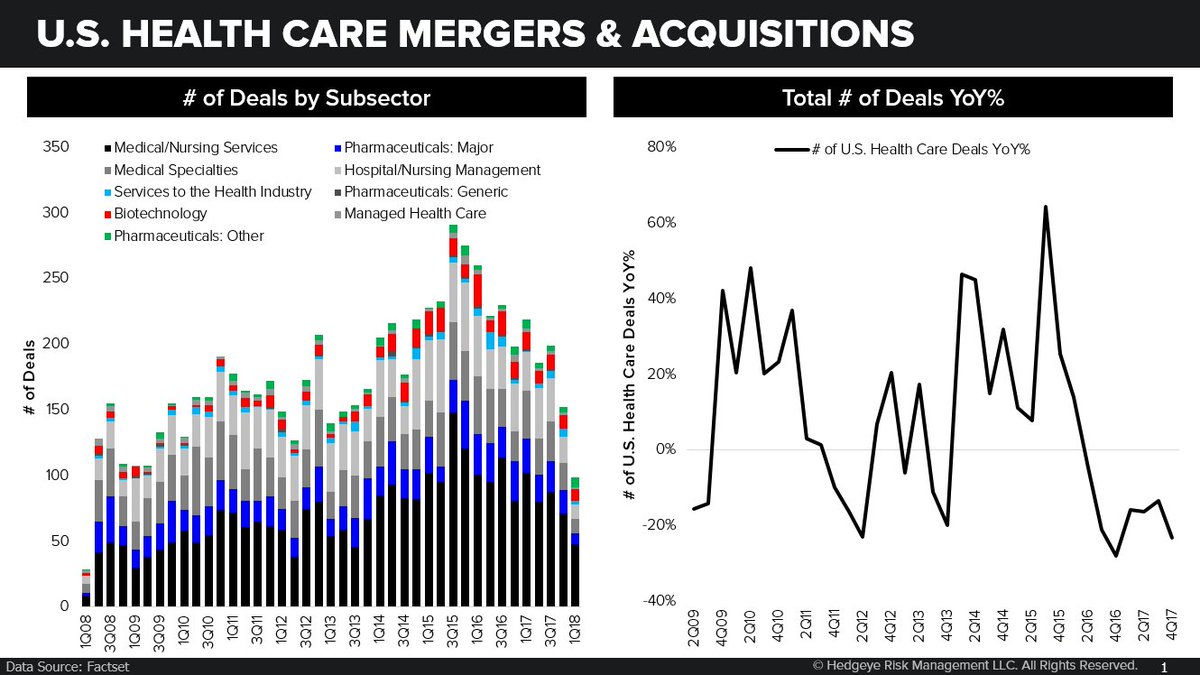 U.S. HEALTH CARE MERGERS & ACQUISITIONS
# of Deals by Subsector
# of Deals
350
300
250
200
150
100
50
0
Medical/Nursing Services
Pharmaceuticals: Major
Medical Specialties
Hospital/Nursing Management
Services to the Health Industry
Pharmaceuticals: Generic
Biotechnology
Managed Health Care
Pharmaceuticals: Other
1Q08
3Q08
1Q09
3Q09
1Q10
3Q10
1Q11
3Q11
1Q12
3Q12
1Q13
3Q13
1Q14
3Q14
1Q15
3Q15
1Q16
3Q16
1Q17
3Q17
1Q18
Total # of Deals YoY%
# of U.S. Health Care Deals YoY%
80%
60%
40%
20%
0%
-20%
-40%
# of U.S. Health Care Deals YoY%
2Q09
4Q09
2Q10
4Q10
2Q11
4Q11
2Q12
4Q12
2Q13
4Q13
2Q14
4Q14
2Q15
4Q15
2Q16
4Q16
2Q17
4Q17
Data Source: Factset
© Hedgeye Risk Management LLC. All Rights Reserved.
1